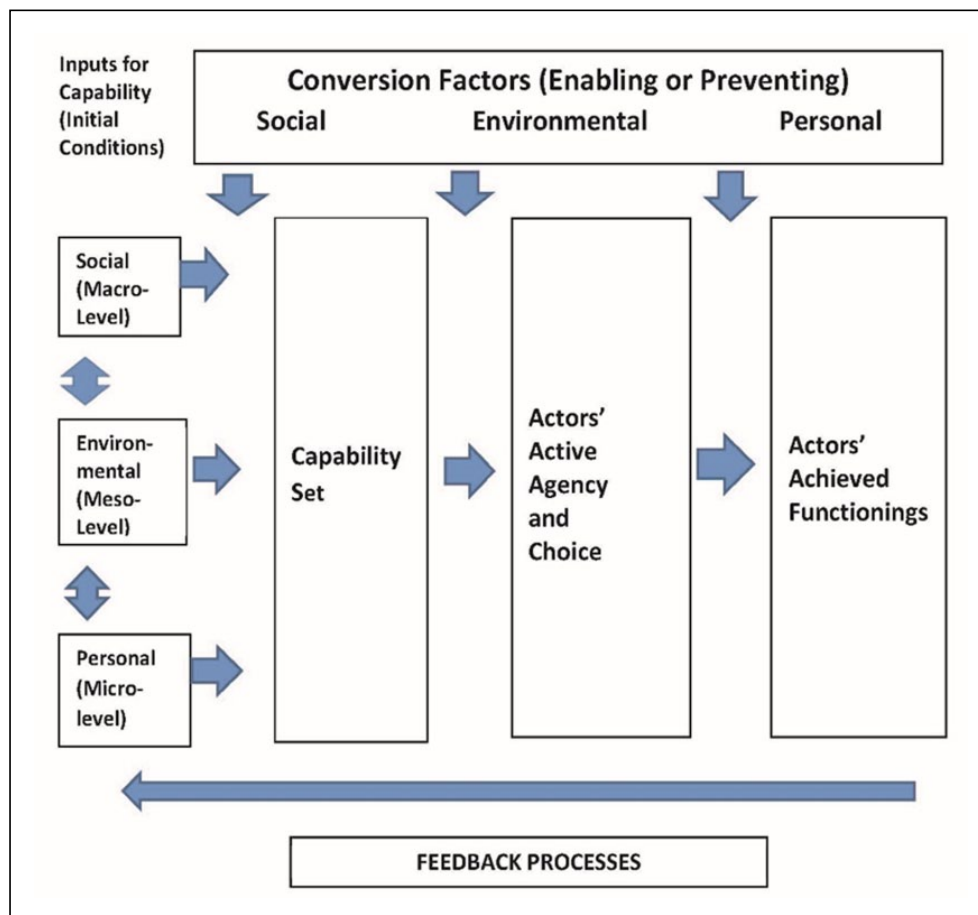 Inputs for
Capability
(Initial
Conditions)
Conversion Factors (Enabling or Preventing)
Social Environmental Personal
Social
(Macro-
Level)
Environ-
mental
(Meso-
Level)
Personal
(Micro-
level)
Capability
Set
Actors’
Active
Agency
and
Choice
Actors’
Achieved
Functionings
FEEDBACK PROCESSES